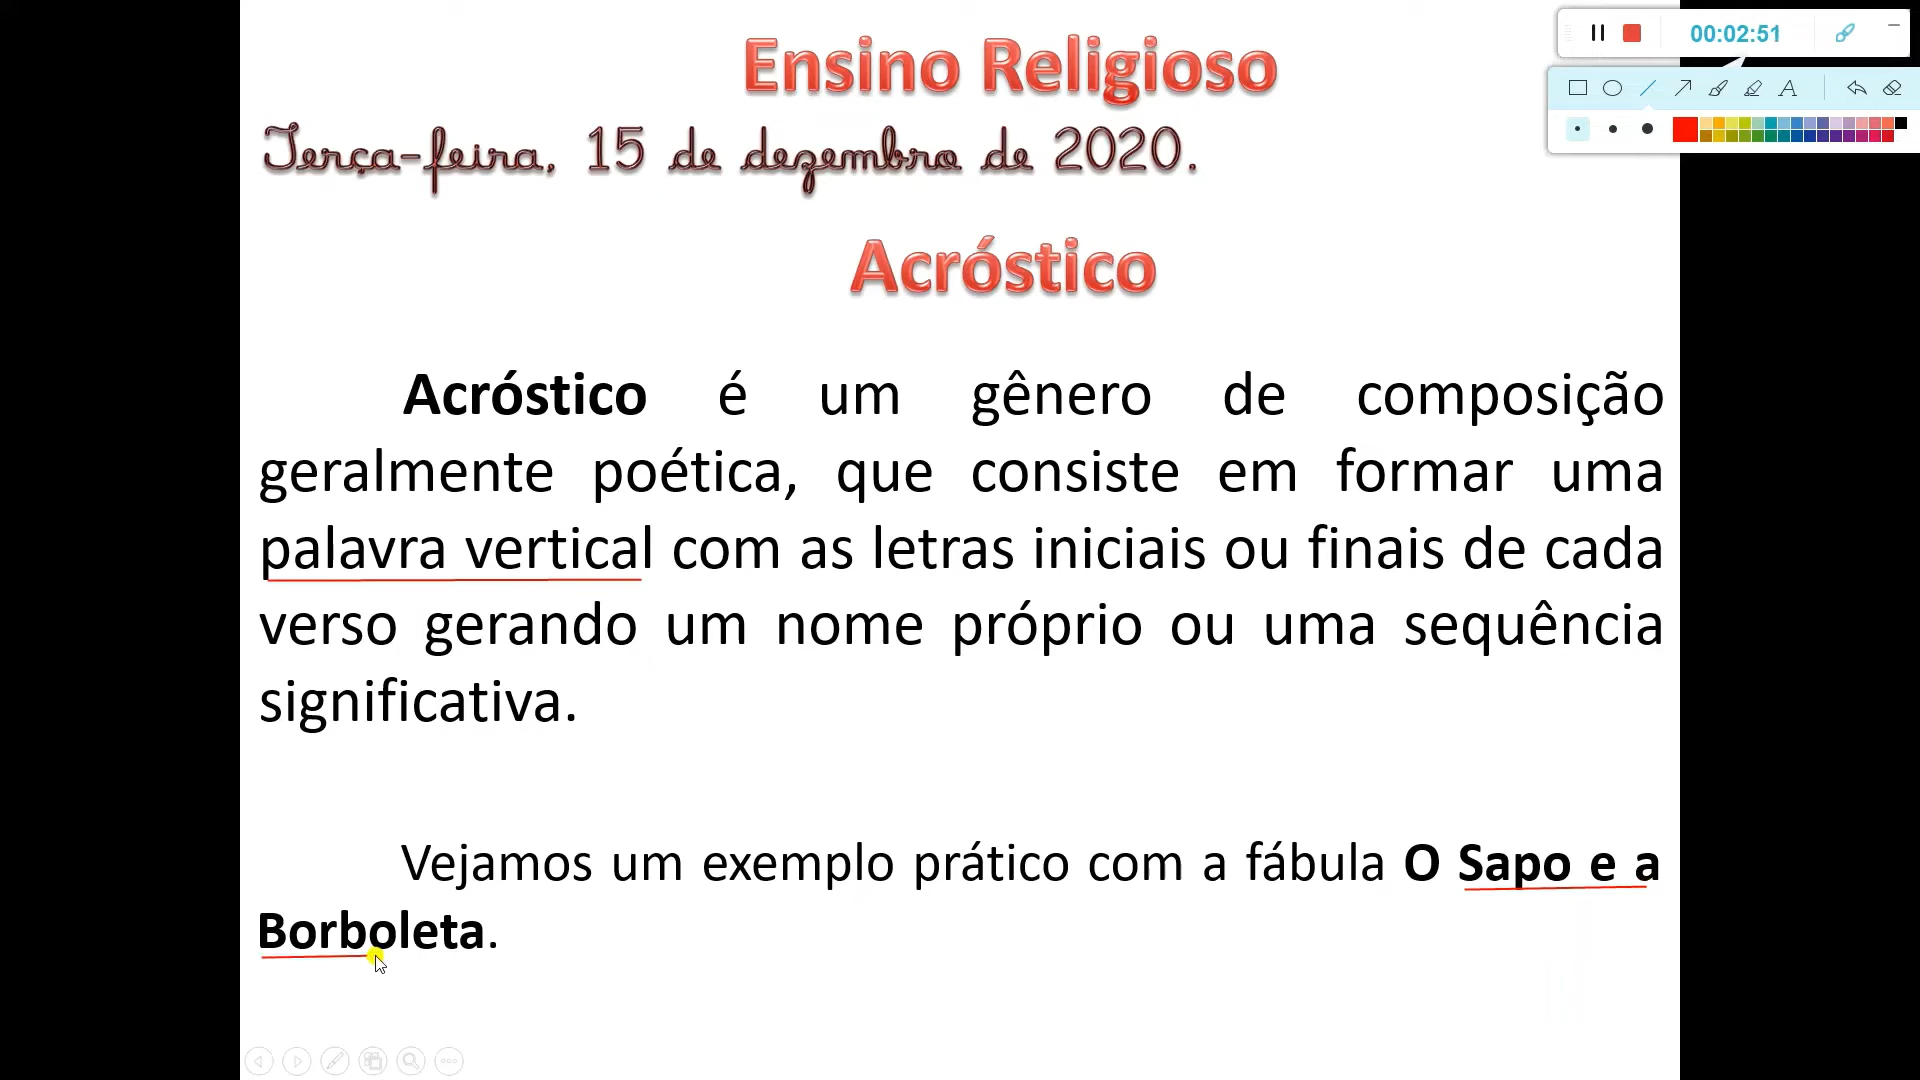 00:02:51
Ensino Religioso
Terça-feira, 15 de dezembro de 2020.
Acróstico
Acróstico é um gênero de composição
geralmente poética, que consiste em formar uma
palavra vertical com as letras iniciais ou finais de cada
verso gerando um nome próprio ou uma sequência
significativa.
Vejamos um exemplo prático com a fábula O Sapo e a
Borboleta.